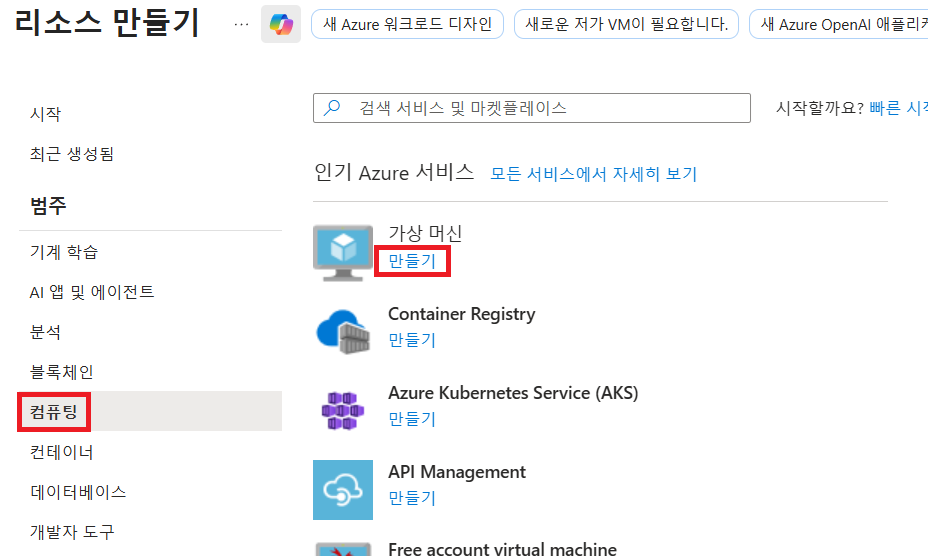 리소스 만들기
...
새 Azure 워크로드 디자인
새로운 저가 VM이 필요합니다.
새 Azure OpenAI 애플리
시작
최근 생성됨
범주
기계 학습
AI 앱 및 에이전트
분석
블록체인
컴퓨팅
컨테이너
데이터베이스
개발자 도구
검색 서비스 및 마켓플레이스
시작할까요? 빠른 시
인기 Azure 서비스 모든 서비스에서 자세히 보기
가상 머신
만들기
Container Registry
만들기
Azure Kubernetes Service (AKS)
만들기
API Management
만들기
Free account virtual machine